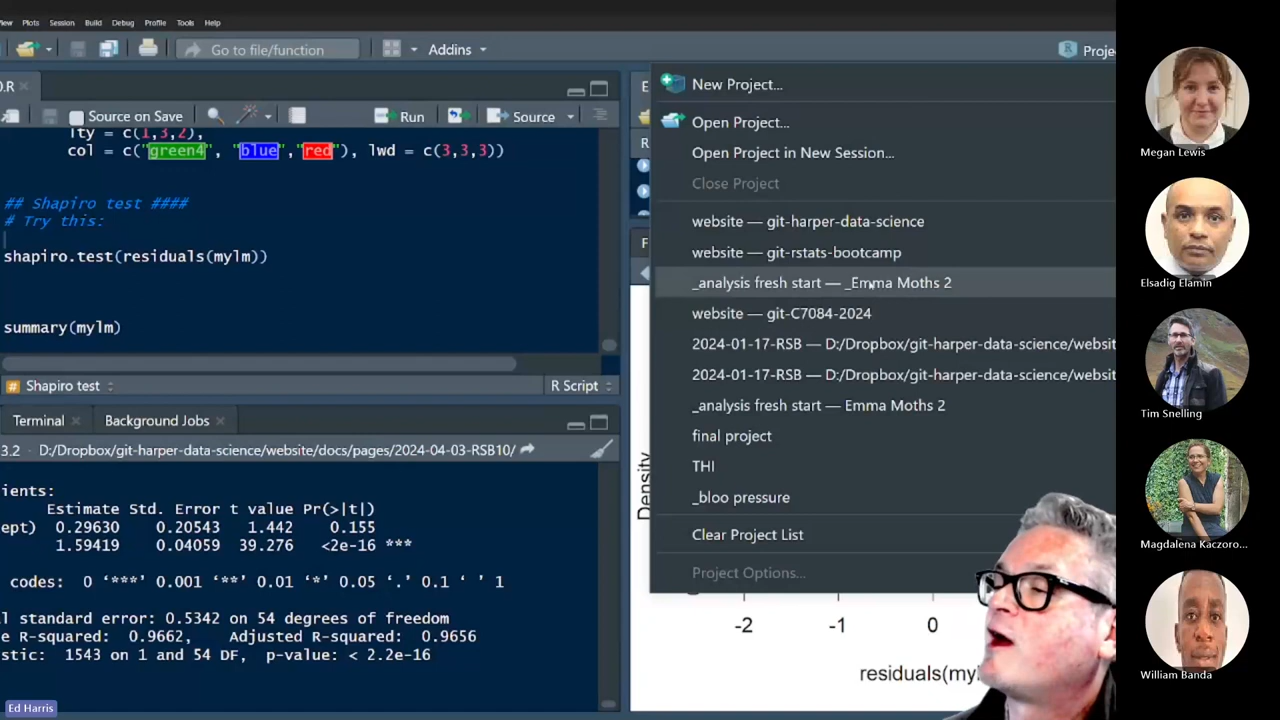 View Plots Session Build Debug Profile Tools Help
Go to file/function
Addins
Proje
.R
Source on Save
Run
Source
lty = c(1,3,2),
col = c("green4", "blue","red"), lwd = c(3,3,3))
## Shapiro test ####
# Try this:
shapiro.test(residuals(mylm))
summary(mylm)
Shapiro test
R Script
Terminal
Background Jobs
3.2 D:/Dropbox/git-harper-data-science/website/docs/pages/2024-04-03-RSB10/
ients:
Estimate Std. Error t value Pr(>|t|)
ept) 0.29630 0.20543 1.442 0.155
1.59419 0.04059 39.276 <2e-16 ***
codes: 0 ‘***’ 0.001 ‘**’ 0.01 ‘*’ 0.05 ‘.’ 0.1 ‘ ’ 1
l standard error: 0.5342 on 54 degrees of freedom
e R-squared: 0.9662, Adjusted R-squared: 0.9656
stic: 1543 on 1 and 54 DF, p-value: < 2.2e-16
Ed Harris
E
R
F
New Project...
Open Project...
Open Project in New Session...
Close Project
website — git-harper-data-science
website — git-rstats-bootcamp
_analysis fresh start — _Emma Moths 2
website — git-C7084-2024
2024-01-17-RSB — D:/Dropbox/git-harper-data-science/websit
2024-01-17-RSB — D:/Dropbox/git-harper-data-science/websit
_analysis fresh start — Emma Moths 2
final project
THI
_bloo pressure
Clear Project List
Project Options...
Density
-2 -1 0
residuals(myl
Megan Lewis
Elsadig Elamin
Tim Snelling
Magdalena Kaczoro...
William Banda